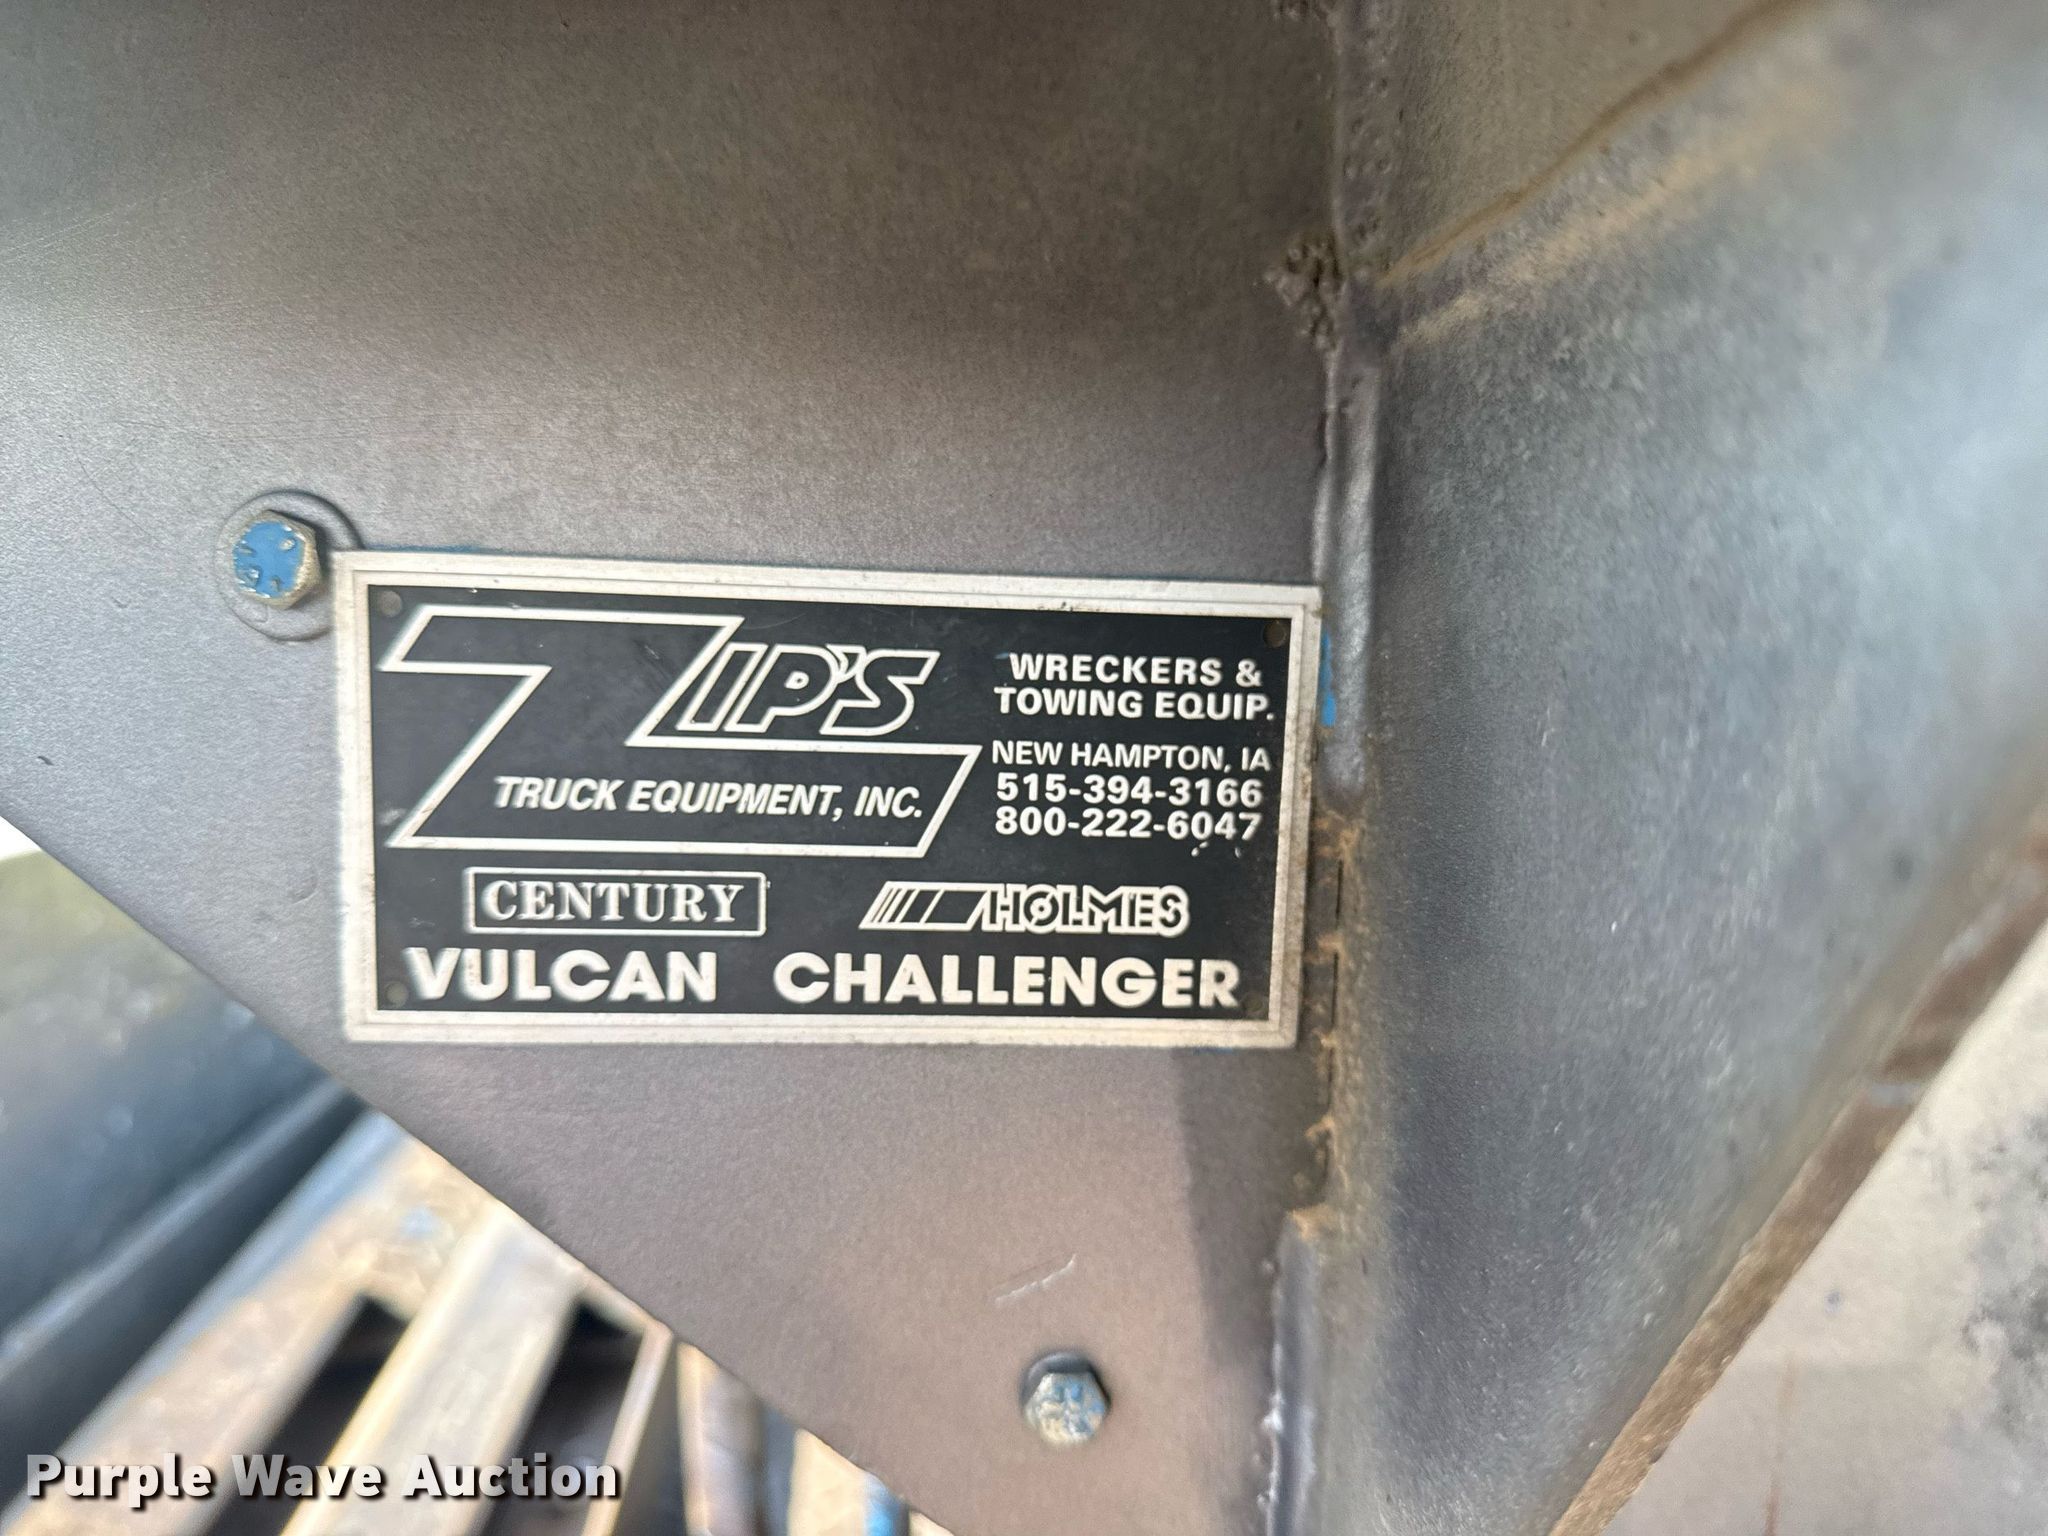 ZIP'S
TRUCK EQUIPMENT, INC.
WRECKERS &
TOWING EQUIP.
NEW HAMPTON, IA
515-394-3166
800-222-6047
CENTURY
HOLMES
VULCAN CHALLENGER
Purple Wave Auction